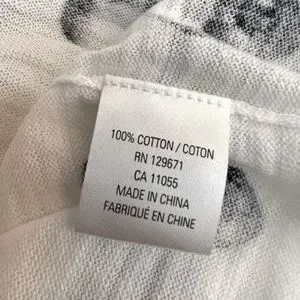 100% COTTON / COTON
RN 129671
CA 11055
MADE IN CHINA
FABRIQUÉ EN CHINE